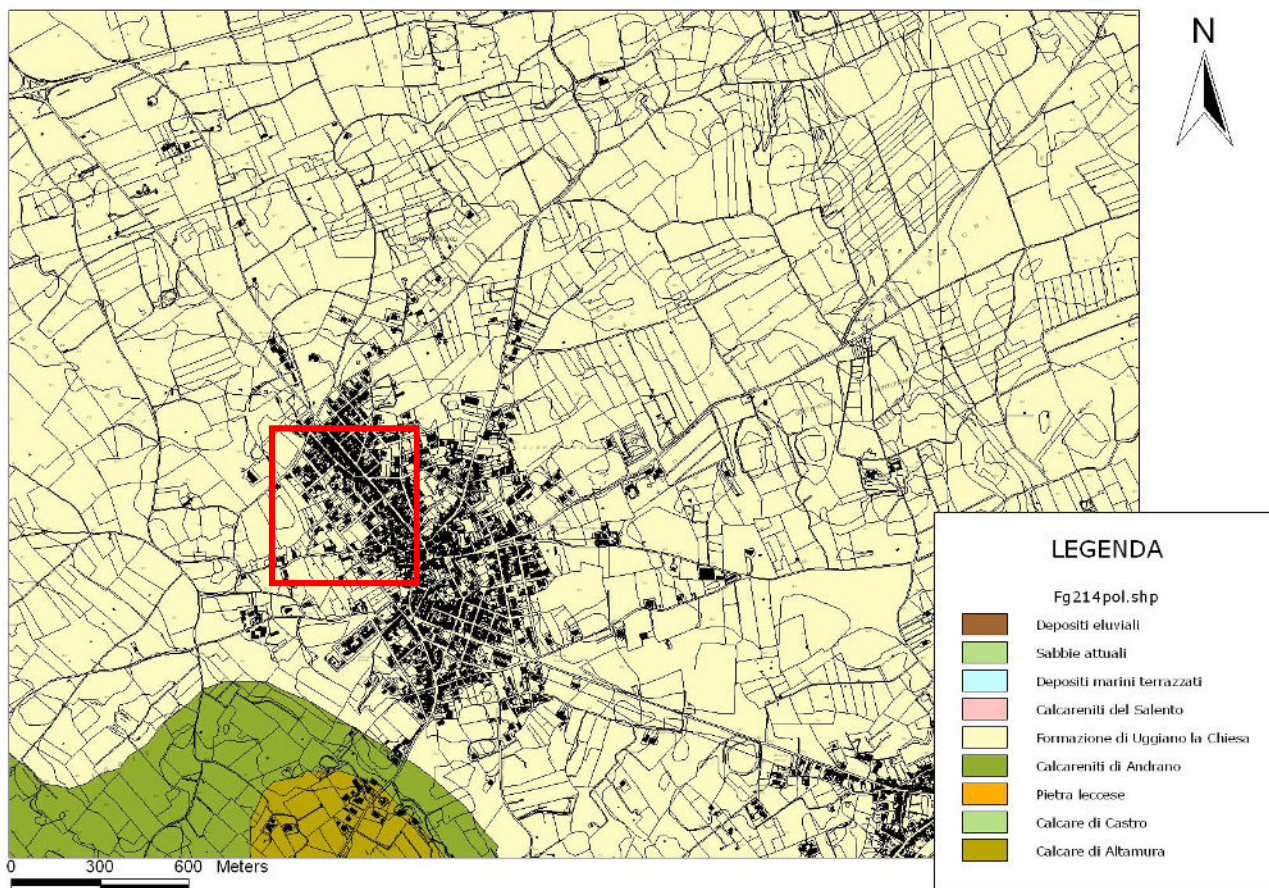 N
LEGENDA
Fg214pol.shp
Depositi eluviali
Sabbie attuali
Depositi marini terrazzati
Calcareniti del Salento
Formazione di Uggiano la Chiesa
Calcareniti di Andrano
Pietra leccese
Calcare di Castro
Calcare di Altamura
0 300 600 Meters